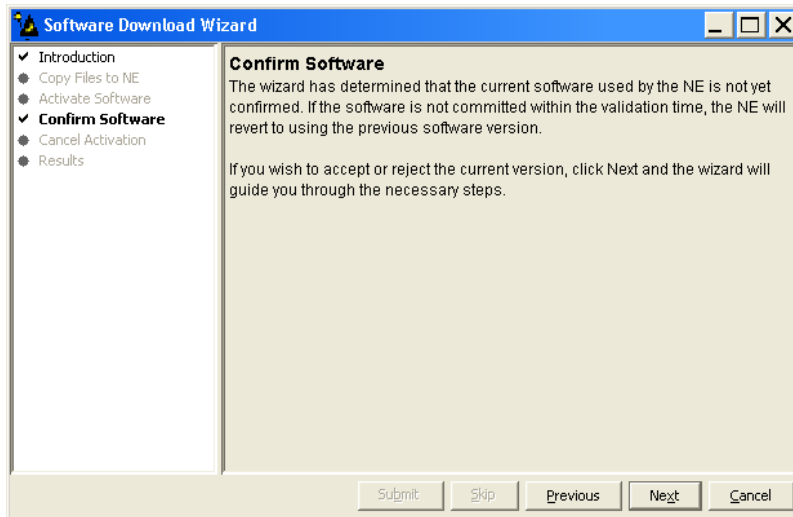 Software Download Wizard
Introduction
Copy Files to NE
Activate Software
Confirm Software
Cancel Activation
Results
Confirm Software
The wizard has determined that the current software used by the NE is not yet
confirmed. If the software is not committed within the validation time, the NE will
revert to using the previous software version.
If you wish to accept or reject the current version, click Next and the wizard will
guide you through the necessary steps.
Submit
Skip
Previous
Next
Cancel